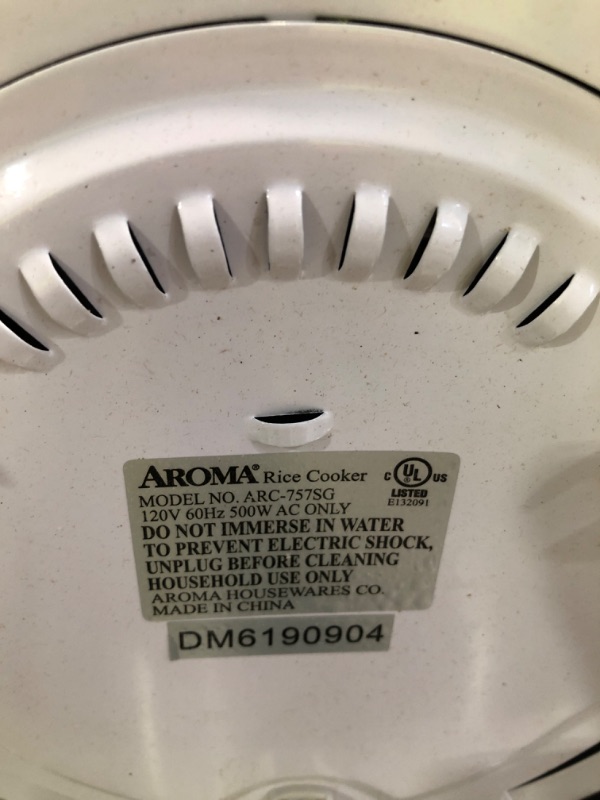 AROMA® Rice Cooker
MODEL NO. ARC-757SG
120V 60Hz 500W AC ONLY
DO NOT IMMERSE IN WATER
TO PREVENT ELECTRIC SHOCK,
UNPLUG BEFORE CLEANING
HOUSEHOLD USE ONLY
AROMA HOUSEWARES CO.
MADE IN CHINA
C UL® US
LISTED
E132091
DM6190904